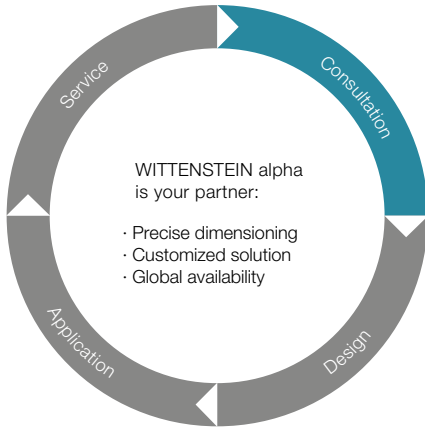 Service
Consultation
WITTENSTEIN alpha
is your partner:
· Precise dimensioning
· Customized solution
· Global availability
Application
Design